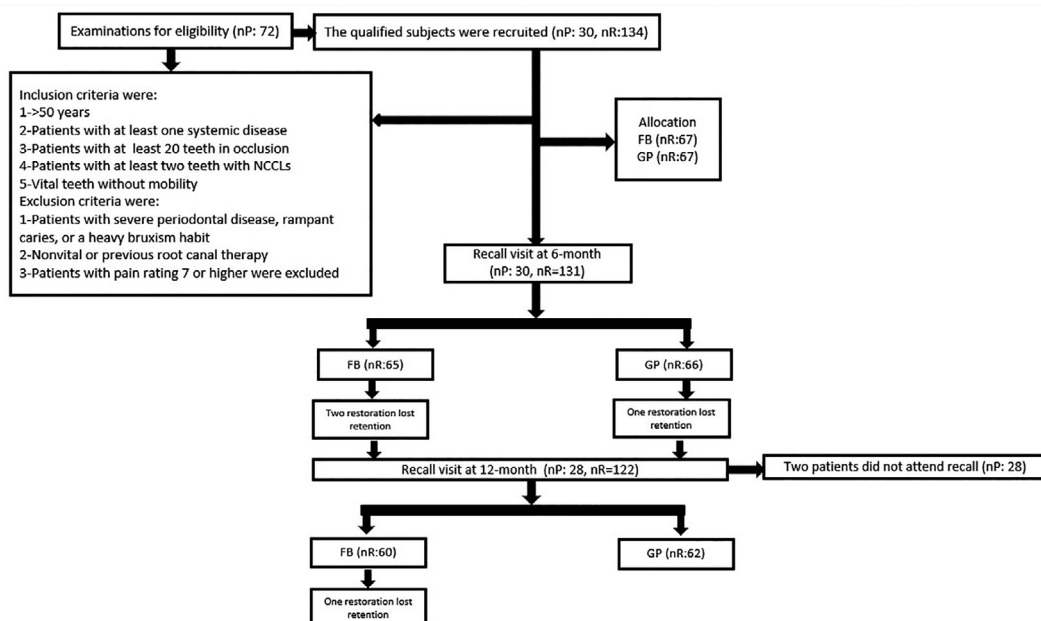 Examinations for eligibility (nP: 72)
The qualified subjects were recruited (nP: 30, nR:134)
Inclusion criteria were:
1->50 years
2-Patients with at least one systemic disease
3-Patients with at least 20 teeth in occlusion
4-Patients with at least two teeth with NCCLs
5-Vital teeth without mobility
Exclusion criteria were:
1-Patients with severe periodontal disease, rampant
caries, or a heavy bruxism habit
2-Nonvital or previous root canal therapy
3-Patients with pain rating 7 or higher were excluded
Allocation
FB (nR:67)
GP (nR:67)
Recall visit at 6-month
(nP: 30, nR=131)
FB (nR:65)
GP (nR:66)
Two restoration lost
retention
One restoration lost
retention
Recall visit at 12-month (nP: 28, nR=122)
Two patients did not attend recall (nP: 28)
FB (nR:60)
GP (nR:62)
One restoration lost
retention